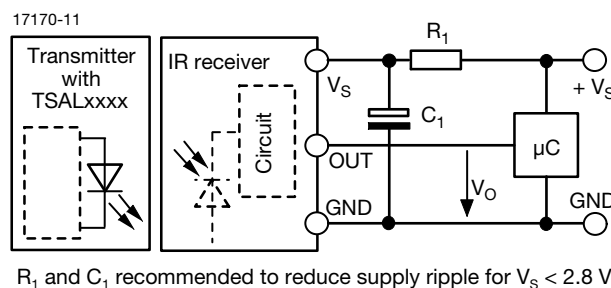 17170-11
Transmitter
with
TSALxxxx
IR receiver
Circuit
VS
OUT
GND
R1
C1
VO
µC
+ VS
GND
R1 and C1 recommended to reduce supply ripple for VS < 2.8 V